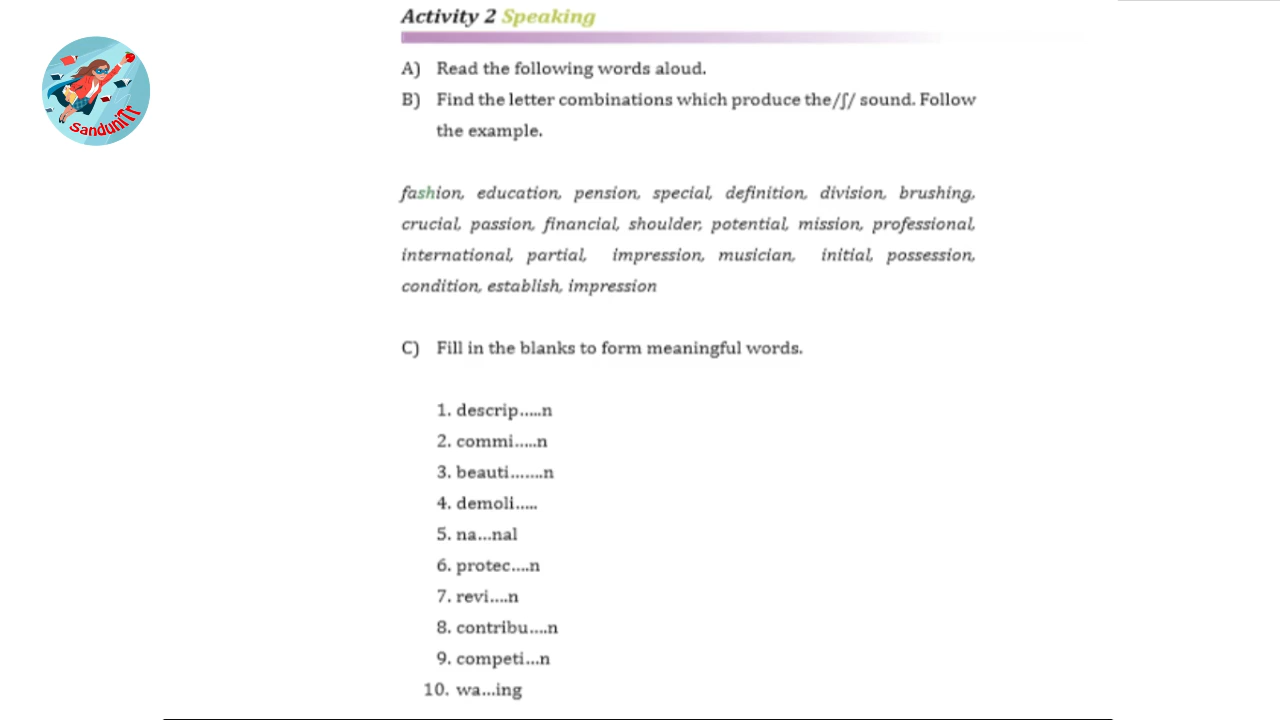 Activity 2 Speaking
SanduniTr
A) Read the following words aloud.
B) Find the letter combinations which produce the/ʃ/ sound. Follow
the example.
fashion, education, pension, special, definition, division, brushing,
crucial, passion, financial, shoulder, potential, mission, professional,
international, partial, impression, musician, initial, possession,
condition, establish, impression
C) Fill in the blanks to form meaningful words.
1. descrip.....n
2. commi.....n
3. beauti.......n
4. demoli.....
5. na...nal
6. protec....n
7. revi....n
8. contribu....n
9. competi...n
10. wa...ing